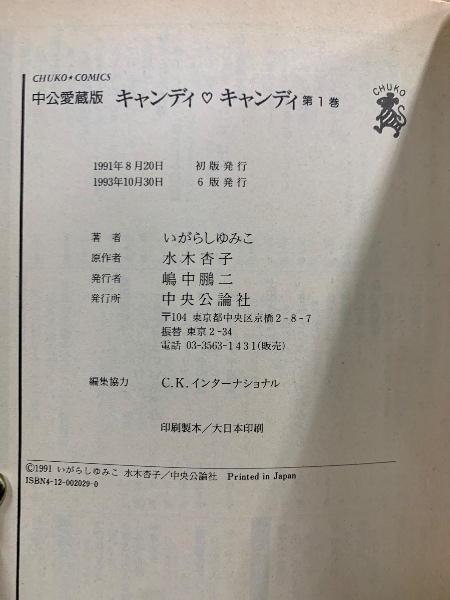 CHUKO★COMICS
中公愛蔵版 キャンディ♡キャンディ 第1巻
CHUKO
1991年8月20日 初版発行
1993年10月30日 6版発行
著者 いがらしゆみこ
原作者 水木杏子
発行者 嶋中鵬二
発行所 中央公論社
〒104 東京都中央区京橋2-8-7
振替 東京2-34
電話 03-3563-1431(販売)
編集協力 C.K.インターナショナル
印刷製本/大日本印刷
©1991 いがらしゆみこ 水木杏子/中央公論社 Printed in Japan
ISBN4-12-002029-0